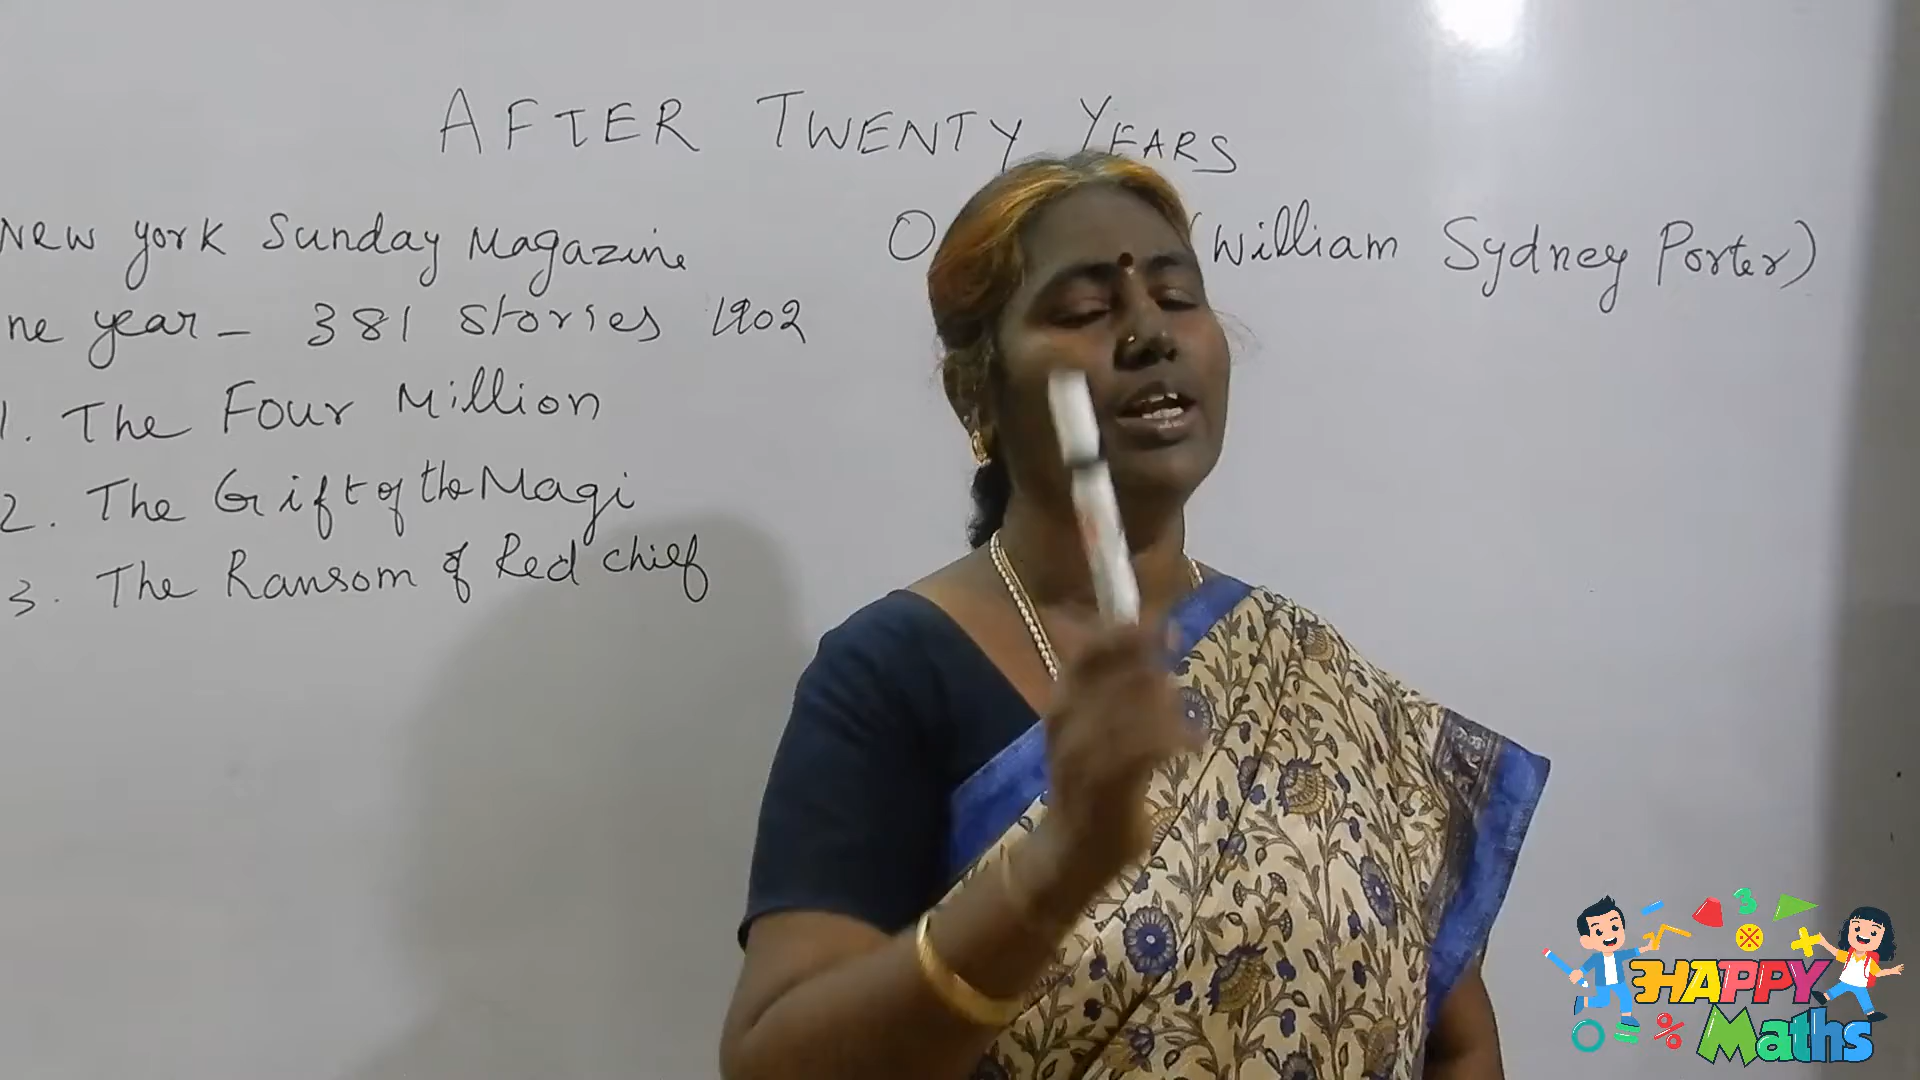 AFTER TWENTY YEARS
New york Sunday Magazine
O (William Sydney Porter)
ne year - 381 stories 1902
1. The Four Million
2. The Gift of the Magi
3. The Ransom of Red chief
HAPPY
Maths